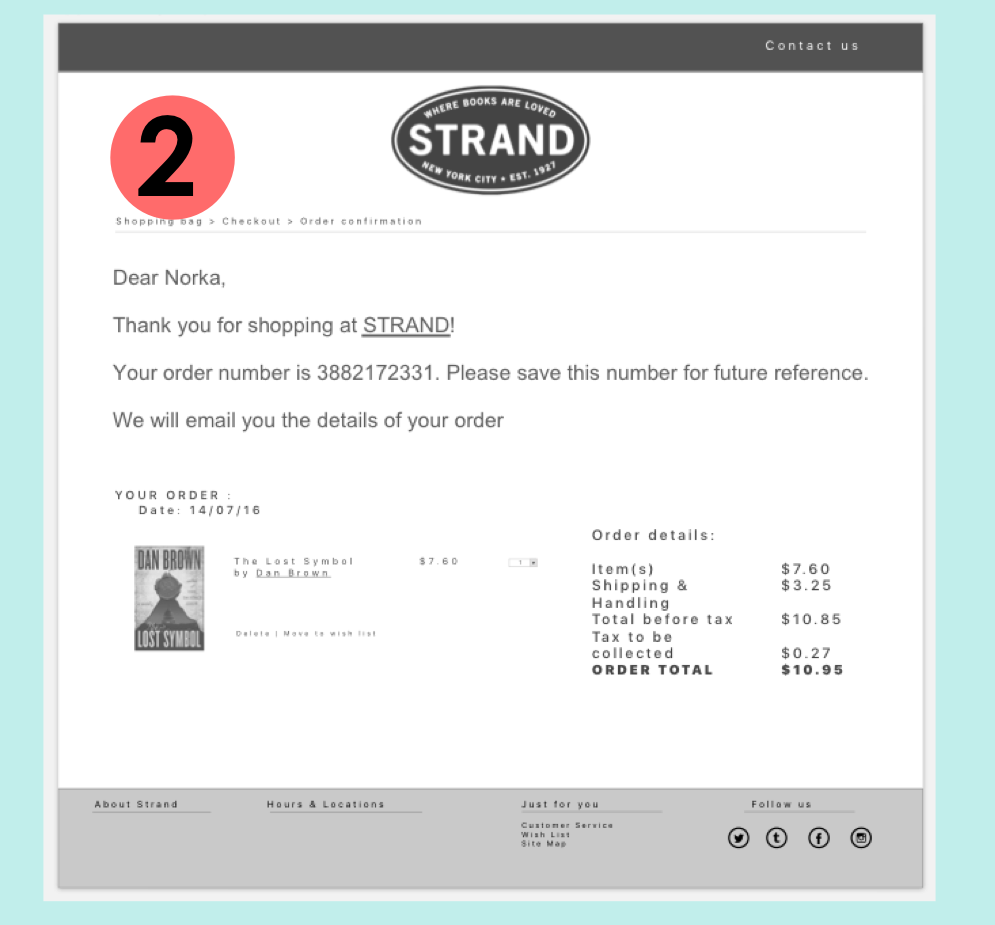 Contact us
2
WHERE BOOKS ARE LOVED
STRAND
NEW YORK CITY • EST. 1927
Shopping bag > Checkout > Order confirmation
Dear Norka,
Thank you for shopping at STRAND!
Your order number is 3882172331. Please save this number for future reference.
We will email you the details of your order
YOUR ORDER :
Date: 14/07/16
DAN BROWN
LOST SYMBOL
The Lost Symbol
by Dan Brown
$7.60
1
Delete | Move to wish list
Order details:
Item(s) $7.60
Shipping & $3.25
Handling
Total before tax $10.85
Tax to be
collected $0.27
ORDER TOTAL $10.95
About Strand
Hours & Locations
Just for you
Customer Service
Wish List
Site Map
Follow us